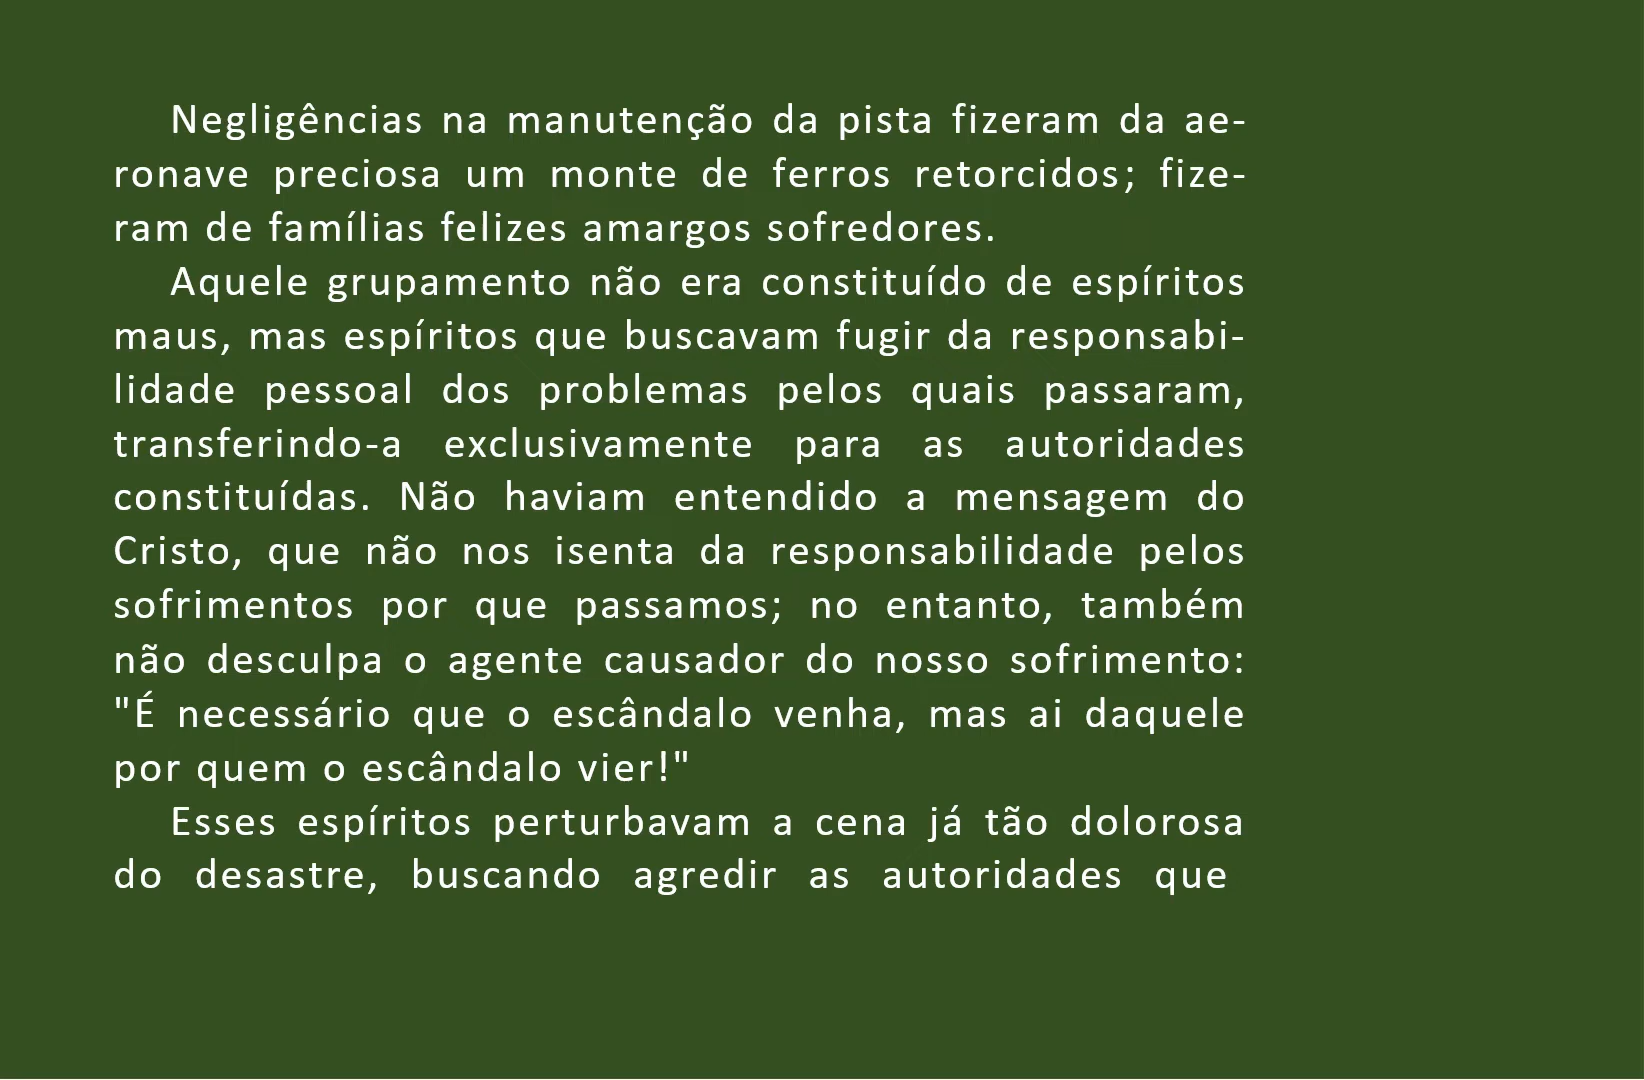 Negligências na manutenção da pista fizeram da ae-
ronave preciosa um monte de ferros retorcidos; fize-
ram de famílias felizes amargos sofredores.
Aquele grupamento não era constituído de espíritos
maus, mas espíritos que buscavam fugir da responsabi-
lidade pessoal dos problemas pelos quais passaram,
transferindo-a exclusivamente para as autoridades
constituídas. Não haviam entendido a mensagem do
Cristo, que não nos isenta da responsabilidade pelos
sofrimentos por que passamos; no entanto, também
não desculpa o agente causador do nosso sofrimento:
"É necessário que o escândalo venha, mas ai daquele
por quem o escândalo vier!"
Esses espíritos perturbavam a cena já tão dolorosa
do desastre, buscando agredir as autoridades que